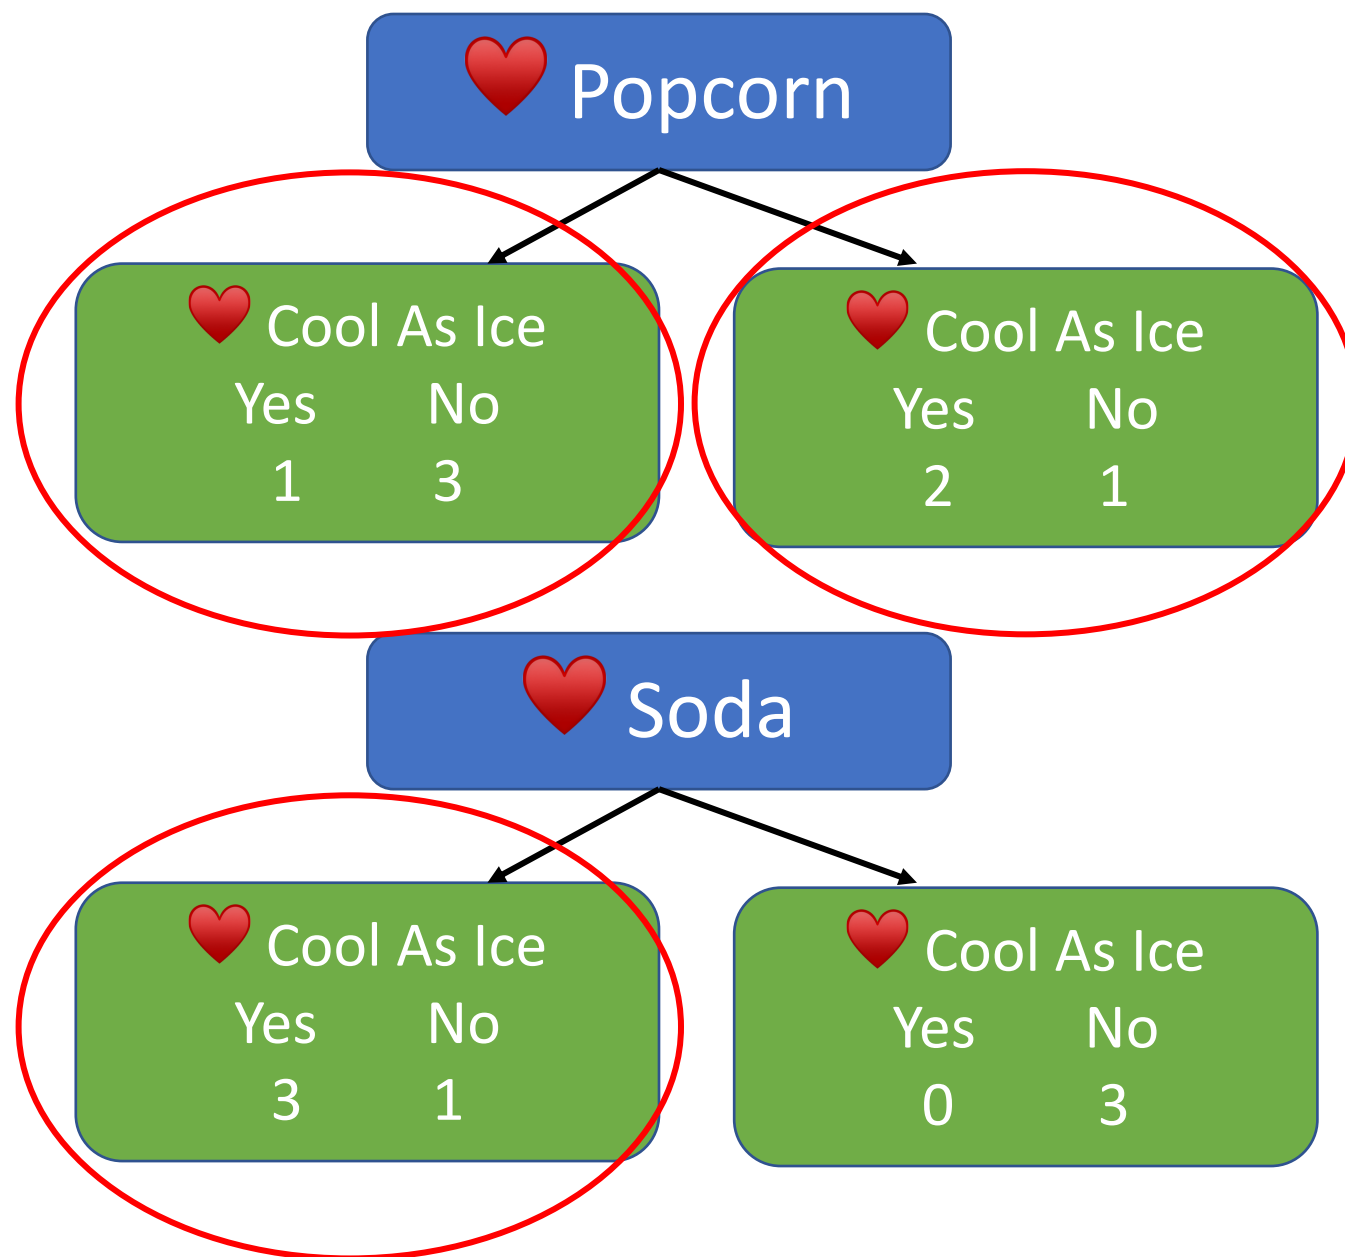 Popcorn
Cool As Ice
Yes No
1 3
Cool As Ice
Yes No
2 1
Soda
Cool As Ice
Yes No
3 1
Cool As Ice
Yes No
0 3